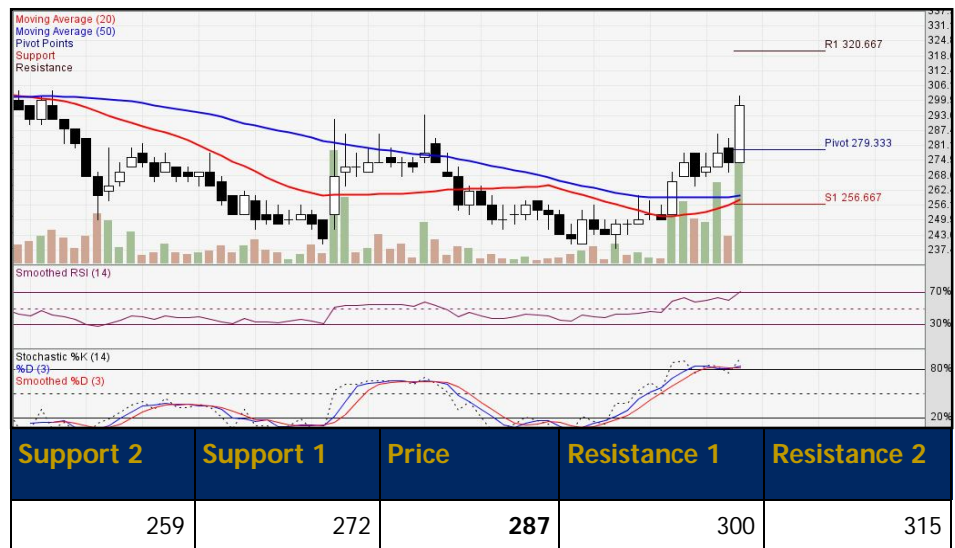 Moving Average (20)
Moving Average (50)
Pivot Points
Support
Resistance
R1 320.667
Pivot 279.333
S1 256.667
331.
324.
318.
312.
306.
299.
293.
287.
281.
274.
268.
262.
256.
249.
243.
237.
Smoothed RSI (14)
70%
30%
Stochastic %K (14)
%D (3)
Smoothed %D (3)
80%
20%
Support 2 Support 1 Price Resistance 1 Resistance 2
259 272 287 300 315